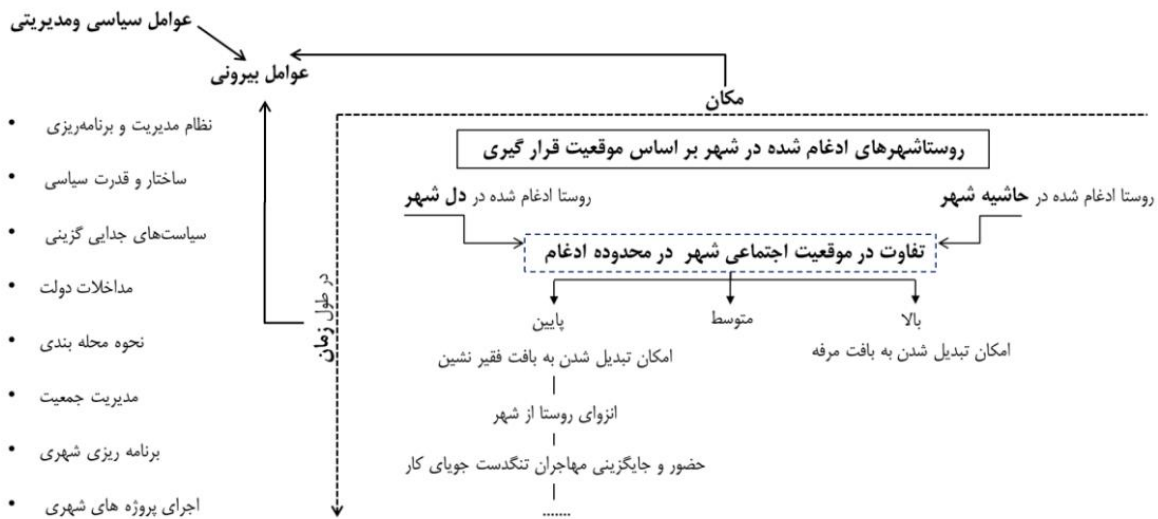 عوامل سیاسی ومدیریتی
عوامل بیرونی
مکان
روستاشهرهای ادغام شده در شهر بر اساس موقعیت قرار گیری
روستا ادغام شده در حاشیه شهر
روستا ادغام شده در دل شهر
تفاوت در موقعیت اجتماعی شهر در محدوده ادغام
بالا
متوسط
پایین
امکان تبدیل شدن به بافت مرفه
امکان تبدیل شدن به بافت فقیر نشین
انزوای روستا از شهر
حضور و جایگزینی مهاجران تنگدست جویای کار
.......
در طول زمان
• نظام مدیریت و برنامه‌ریزی
• ساختار و قدرت سیاسی
• سیاست‌های جدایی گزینی
• مداخلات دولت
• نحوه محله بندی
• مدیریت جمعیت
• برنامه ریزی شهری
• اجرای پروژه های شهری